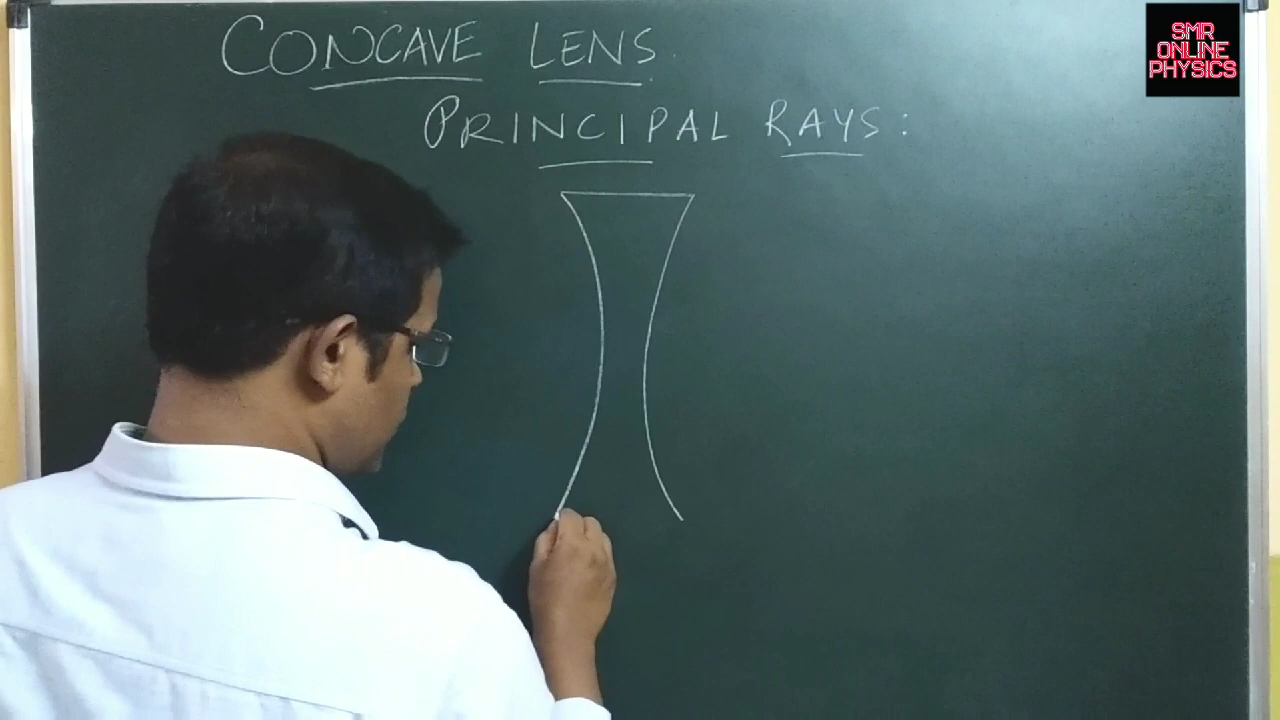 CONCAVE LENS.
PRINCIPAL RAYS:
SMR
ONLINE
PHYSICS